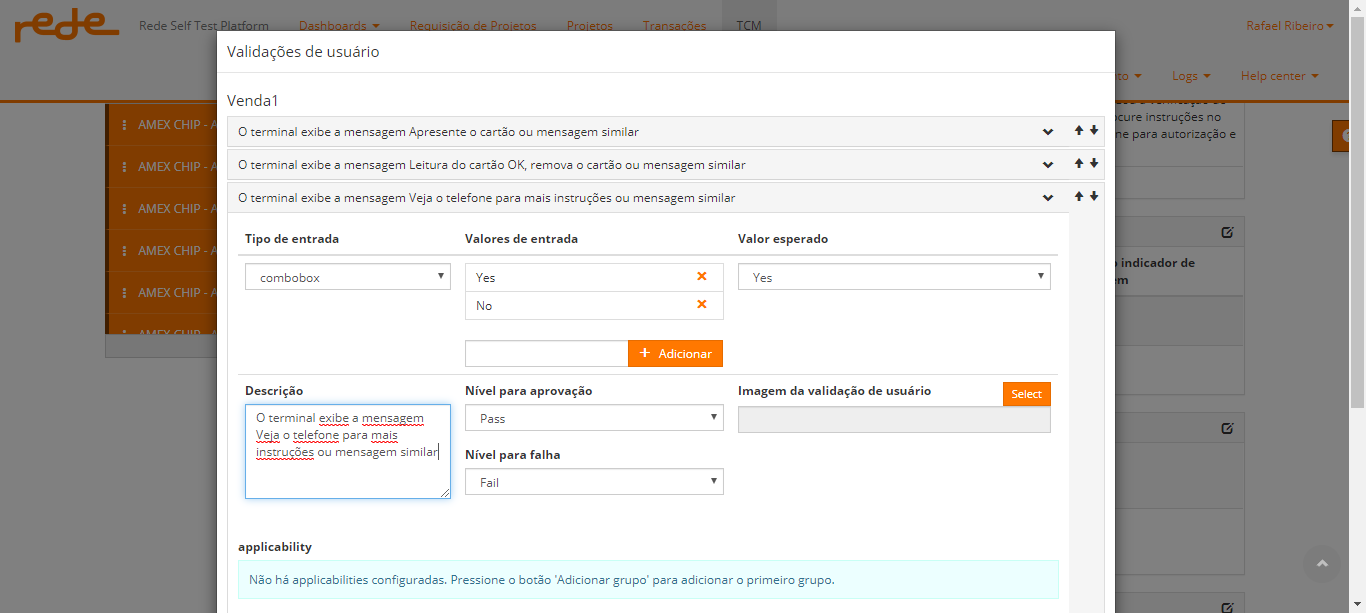 rede
Rede Self Test Platform
Dashboards
Requisição de Projetos
Projetos
Transações
TCM
Rafael Ribeiro
Logs
Help center
Validações de usuário
Venda1
O terminal exibe a mensagem Apresente o cartão ou mensagem similar
O terminal exibe a mensagem Leitura do cartão OK, remova o cartão ou mensagem similar
O terminal exibe a mensagem Veja o telefone para mais instruções ou mensagem similar
Tipo de entrada
Valores de entrada
Valor esperado
combobox
Yes
Yes
No
Adicionar
Descrição
Nível para aprovação
Imagem da validação de usuário
Select
O terminal exibe a mensagem
Veja o telefone para mais
instruções ou mensagem similar
Pass
Nível para falha
Fail
applicability
Não há applicabilities configuradas. Pressione o botão 'Adicionar grupo' para adicionar o primeiro grupo.
AMEX CHIP - A
AMEX CHIP - A
AMEX CHIP - A
AMEX CHIP - A
AMEX CHIP - A
AMEX CHIP
instruções no
para autorização e
indicador de